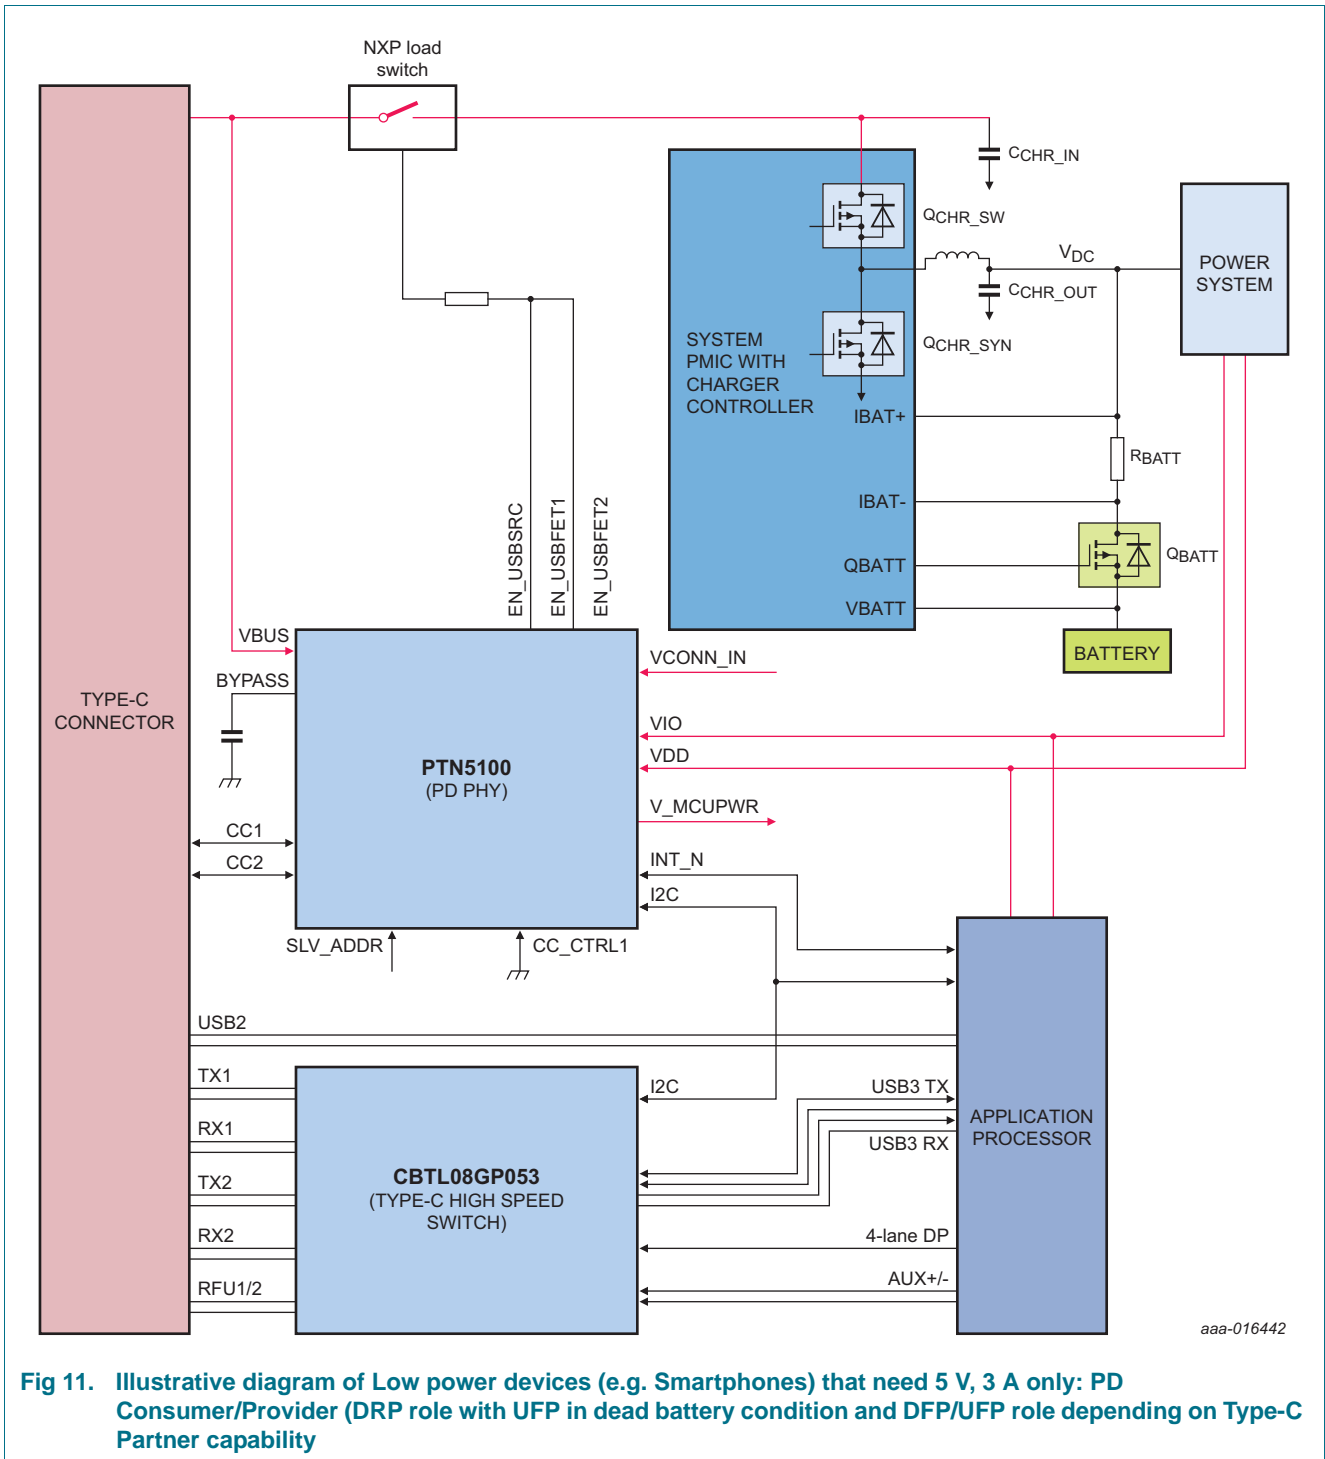 NXP load
switch
CCHR_IN
QCHR_SW
VDC
CCHR_OUT
POWER
SYSTEM
SYSTEM
PMIC WITH
CHARGER
CONTROLLER
QCHR_SYN
IBAT+
RBATT
IBAT-
QBATT
QBATT
VBATT
BATTERY
EN_USBSRC
EN_USBFET1
EN_USBFET2
VBUS
BYPASS
TYPE-C
CONNECTOR
PTN5100
(PD PHY)
VCONN_IN
VIO
VDD
V_MCUPWR
CC1
CC2
INT_N
I2C
SLV_ADDR
CC_CTRL1
USB2
TX1
RX1
TX2
RX2
RFU1/2
I2C
CBTL08GP053
(TYPE-C HIGH SPEED
SWITCH)
USB3 TX
USB3 RX
4-lane DP
AUX+/-
APPLICATION
PROCESSOR
aaa-016442
Fig 11. Illustrative diagram of Low power devices (e.g. Smartphones) that need 5 V, 3 A only: PD
Consumer/Provider (DRP role with UFP in dead battery condition and DFP/UFP role depending on Type-C
Partner capability